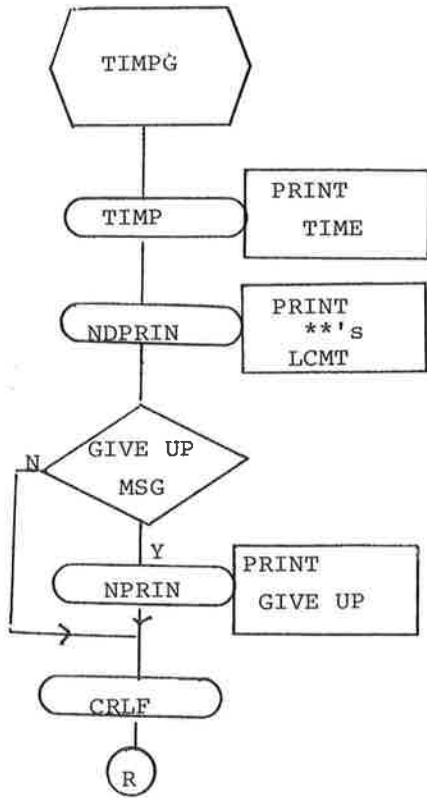 TIMPG
TIMP
PRINT
TIME
NDPRIN
PRINT
**'s
LCMT
GIVE UP
MSG
N
Y
NPRIN
PRINT
GIVE UP
CRLF
R